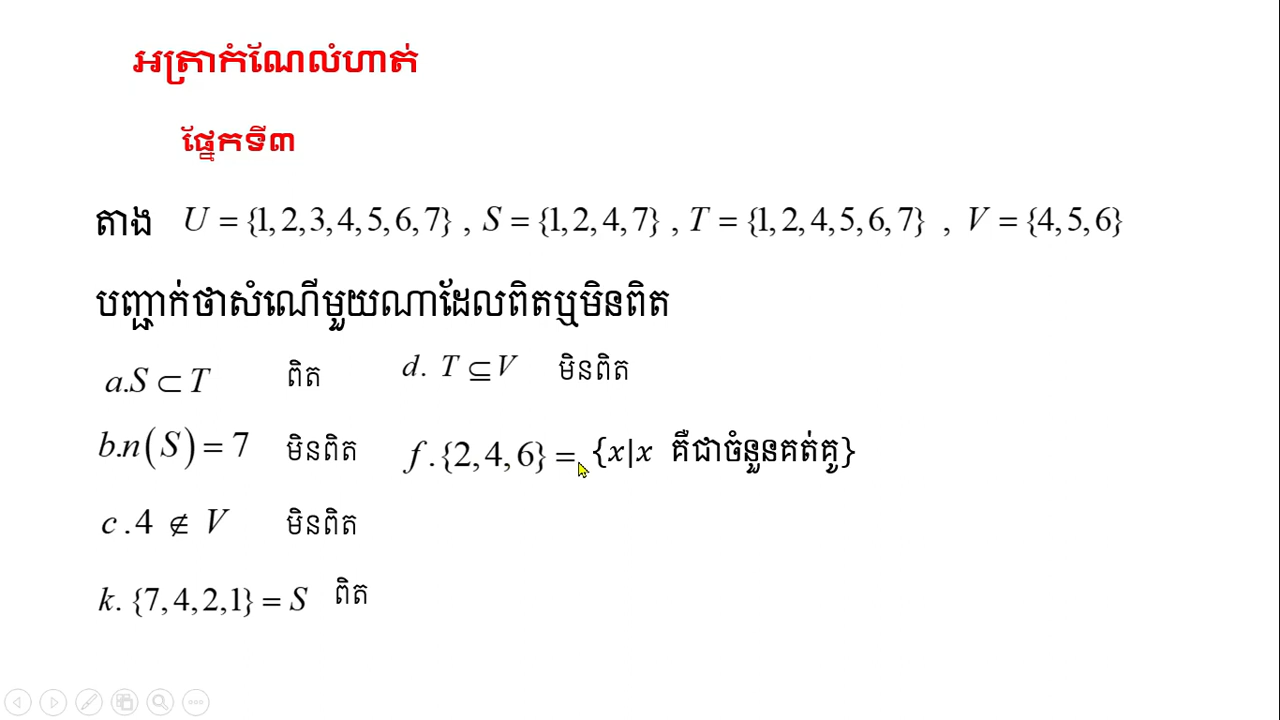 អត្រាកំណែលំហាត់
ផ្នែកទី៣
តាង U = {1, 2, 3, 4, 5, 6, 7} , S = {1, 2, 4, 7} , T = {1, 2, 4, 5, 6, 7} , V = {4, 5, 6}
បញ្ជាក់ថាសំណើមួយណាដែលពិតឬមិនពិត
a. S ⊂ T ពិត d. T ⊆ V មិនពិត
b. n(S) = 7 មិនពិត f. {2, 4, 6} = {x|x គឺជាចំនួនគត់គូ}
c. 4 ∉ V មិនពិត
k. {7, 4, 2, 1} = S ពិត